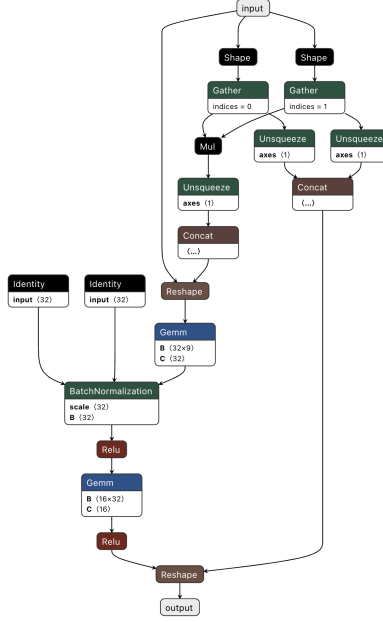 input
Shape
Shape
Gather
indices = 0
Gather
indices = 1
Mul
Unsqueeze
axes ⟨1⟩
Unsqueeze
axes ⟨1⟩
Unsqueeze
axes ⟨1⟩
Concat
⟨…⟩
Concat
⟨…⟩
Identity
input ⟨32⟩
Identity
input ⟨32⟩
Reshape
Gemm
B ⟨32×9⟩
C ⟨32⟩
BatchNormalization
scale ⟨32⟩
B ⟨32⟩
Relu
Gemm
B ⟨16×32⟩
C ⟨16⟩
Relu
Reshape
output